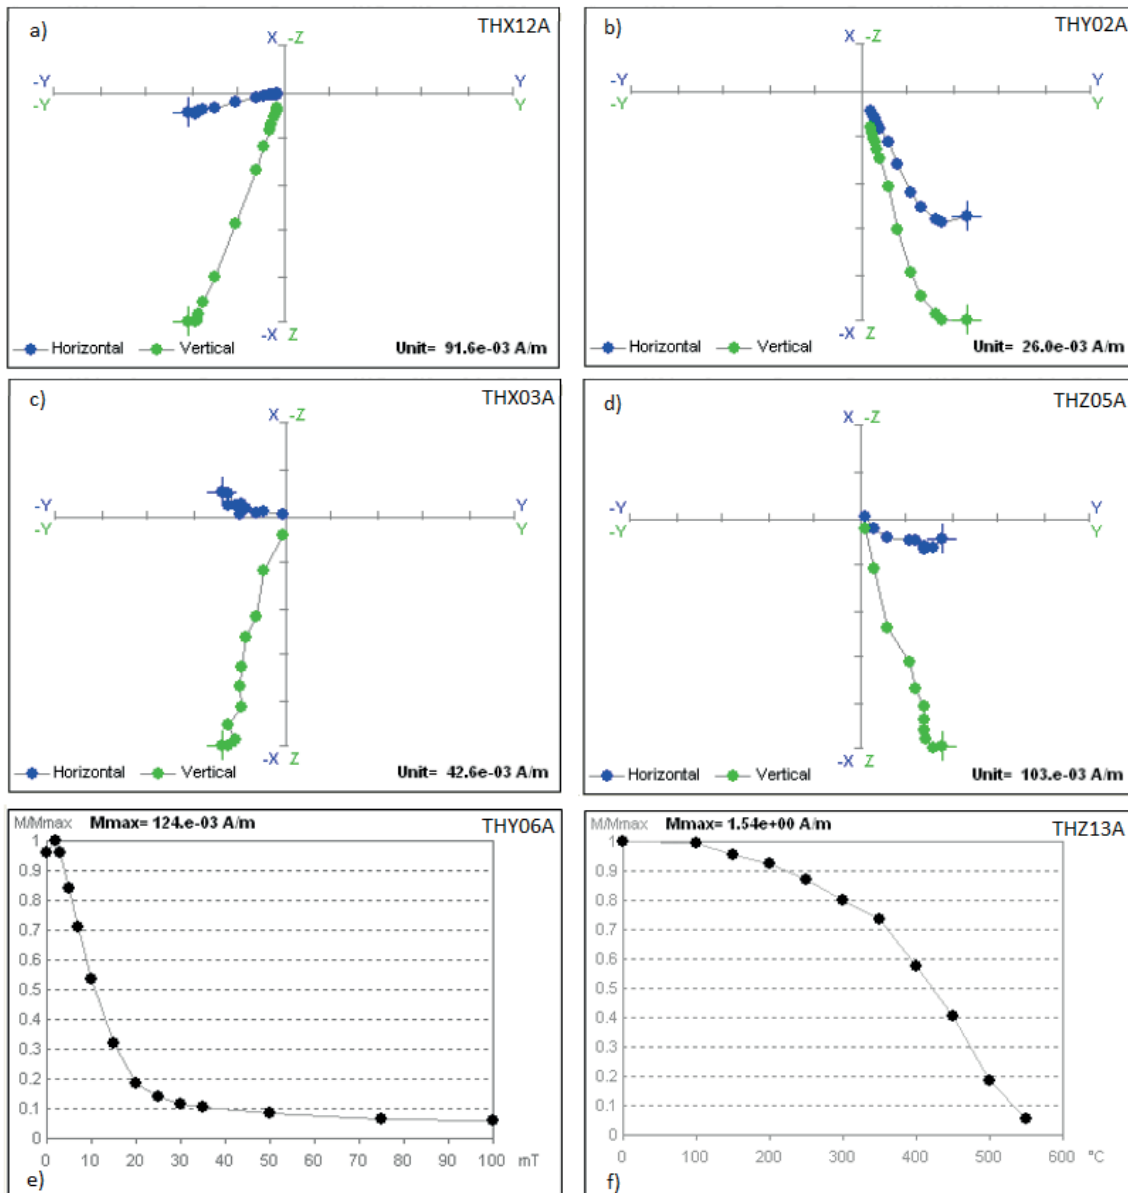 a) THX12A
X -Z
-Y Y
-Y Y
-X Z
Horizontal Vertical Unit= 91.6e-03 A/m
b) THY02A
X -Z
-Y Y
-Y Y
-X Z
Horizontal Vertical Unit= 26.0e-03 A/m
c) THX03A
X -Z
-Y Y
-Y Y
-X Z
Horizontal Vertical Unit= 42.6e-03 A/m
d) THZ05A
X -Z
-Y Y
-Y Y
-X Z
Horizontal Vertical Unit= 103.e-03 A/m
M/Mmax Mmax= 124.e-03 A/m THY06A
1
0.9
0.8
0.7
0.6
0.5
0.4
0.3
0.2
0.1
0
0 10 20 30 40 50 60 70 80 90 100 mT
e)
M/Mmax Mmax= 1.54e+00 A/m THZ13A
1
0.9
0.8
0.7
0.6
0.5
0.4
0.3
0.2
0.1
0
0 100 200 300 400 500 600 °C
f)